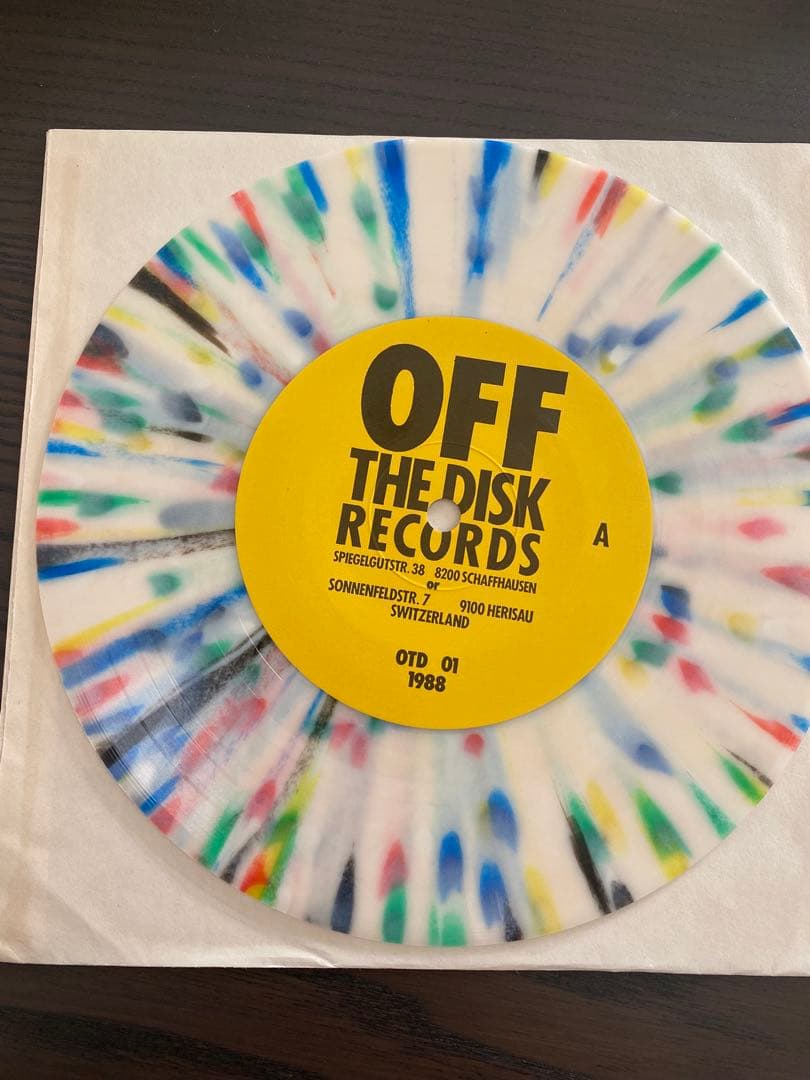 OFF
THE DISK
RECORDS
SPIEGELGUTSTR. 38 8200 SCHAFFHAUSEN
or
SONNENFELDSTR. 7 9100 HERISAU
SWITZERLAND
A
OTD 01
1988